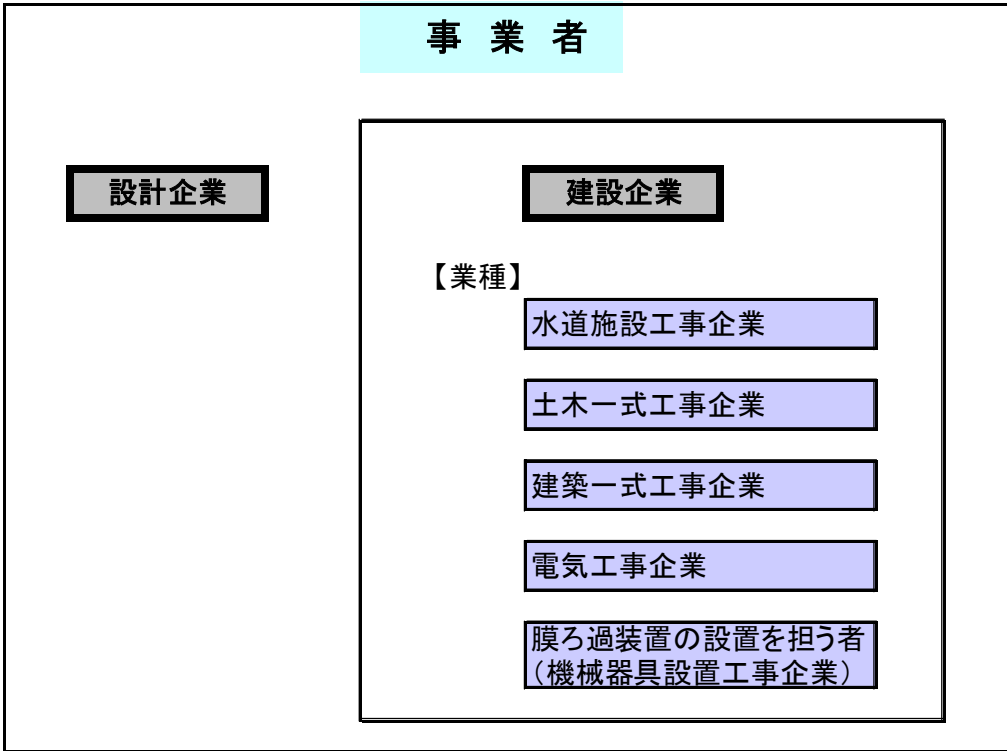 事 業 者
設計企業
建設企業
【業種】
水道施設工事企業
土木一式工事企業
建築一式工事企業
電気工事企業
膜ろ過装置の設置を担う者
（機械器具設置工事企業）